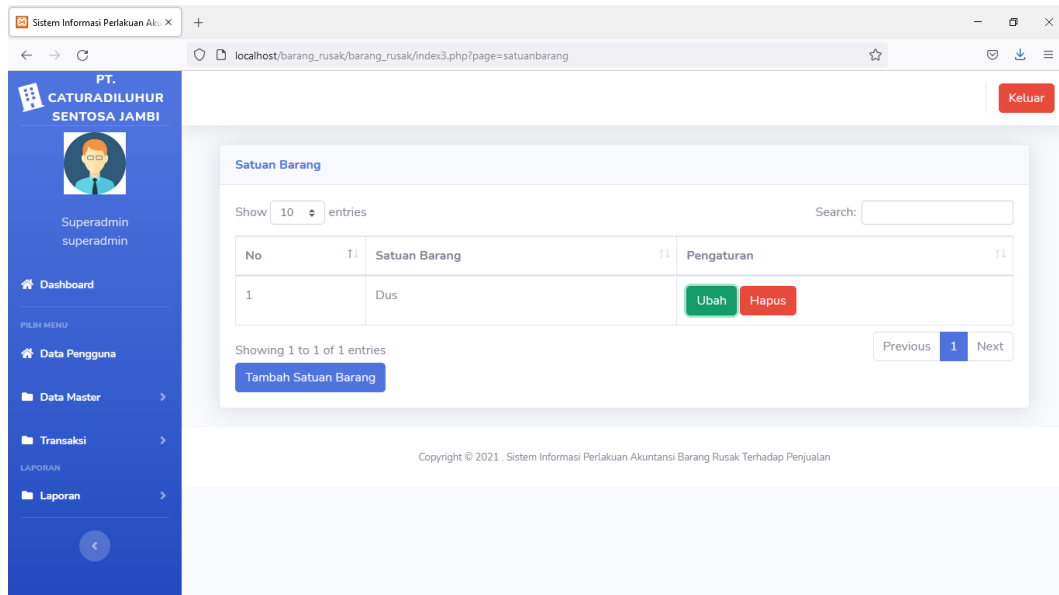 Sistem Informasi Perlakuan Aku
localhost/barang_rusak/barang_rusak/index3.php?page=satuanbarang
PT.
CATURADILUHUR
SENTOSA JAMBI
Keluar
Superadmin
superadmin
Dashboard
PILIH MENU
Data Pengguna
Data Master
Transaksi
LAPORAN
Laporan
Satuan Barang
Show 10 entries
Search:
No Satuan Barang Pengaturan
1 Dus Ubah Hapus
Showing 1 to 1 of 1 entries
Previous 1 Next
Tambah Satuan Barang
Copyright © 2021 . Sistem Informasi Perlakuan Akuntansi Barang Rusak Terhadap Penjualan